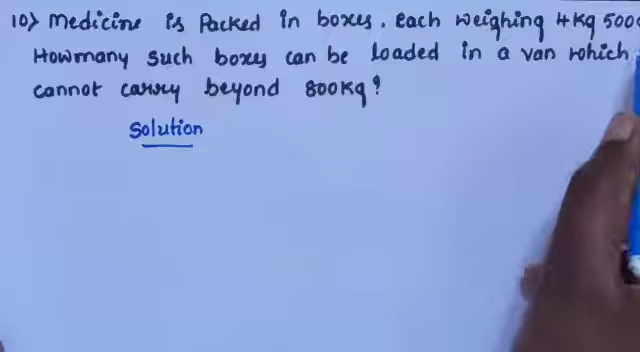 10) Medicine is Packed in boxes, each weighing 4Kg 500g
Howmany such boxes can be loaded in a van which
cannot carry beyond 800Kg?
Solution